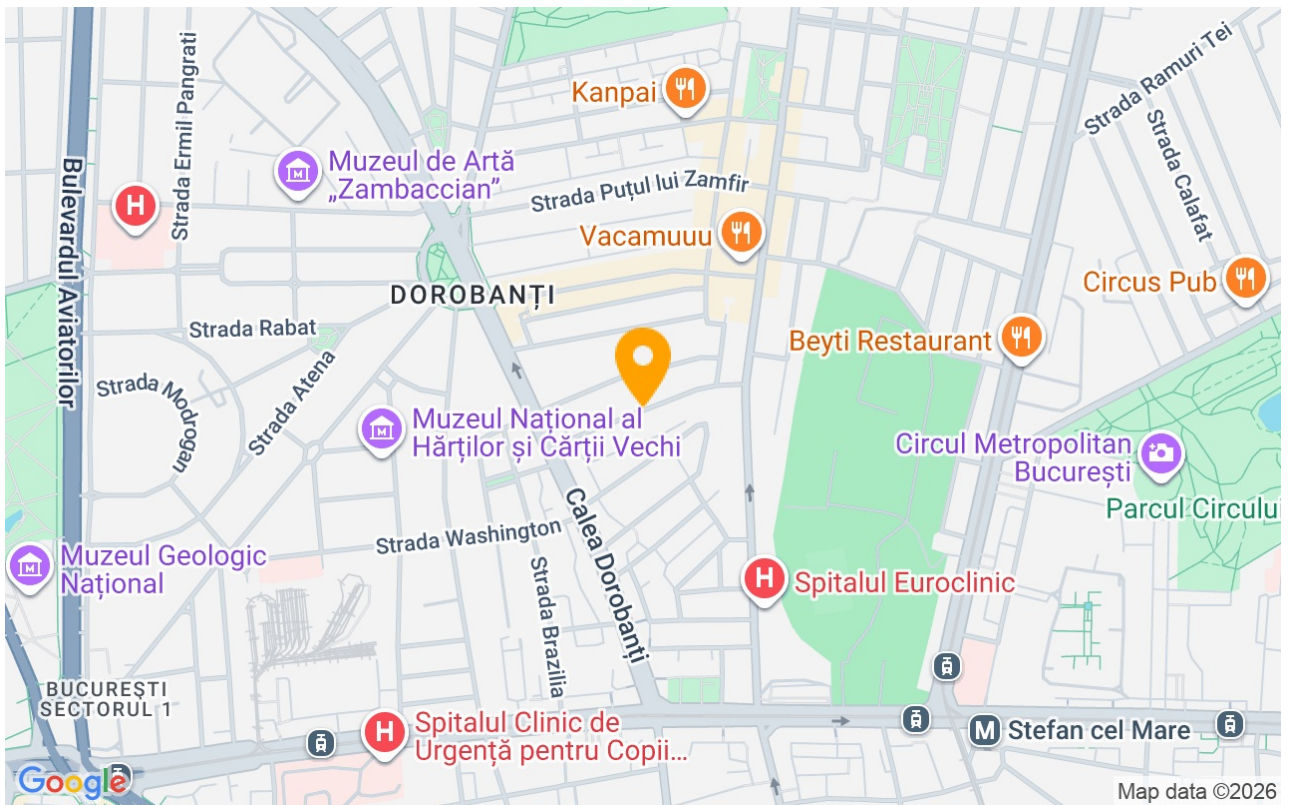 Kanpai
Strada Ermil Pangrati
Strada Ramuri Tei
Strada Calafat
Muzeul de Artă
„Zambaccian”
Strada Puțul lui Zamfir
H
Bulevardul Aviatorilor
Vacamuuu
Circus Pub
DOROBANȚI
Strada Rabat
Beyti Restaurant
Strada Atena
Strada Modrogan
Muzeul Național al
Hărților și Cărții Vechi
Circul Metropolitan
București
Parcul Circului
Calea Dorobanți
Strada Washington
Muzeul Geologic
Național
Strada Brazilia
H
Spitalul Euroclinic
BUCUREȘTI
SECTORUL 1
H
Spitalul Clinic de
Urgență pentru Copii...
M
Stefan cel Mare
Google
Map data ©2026